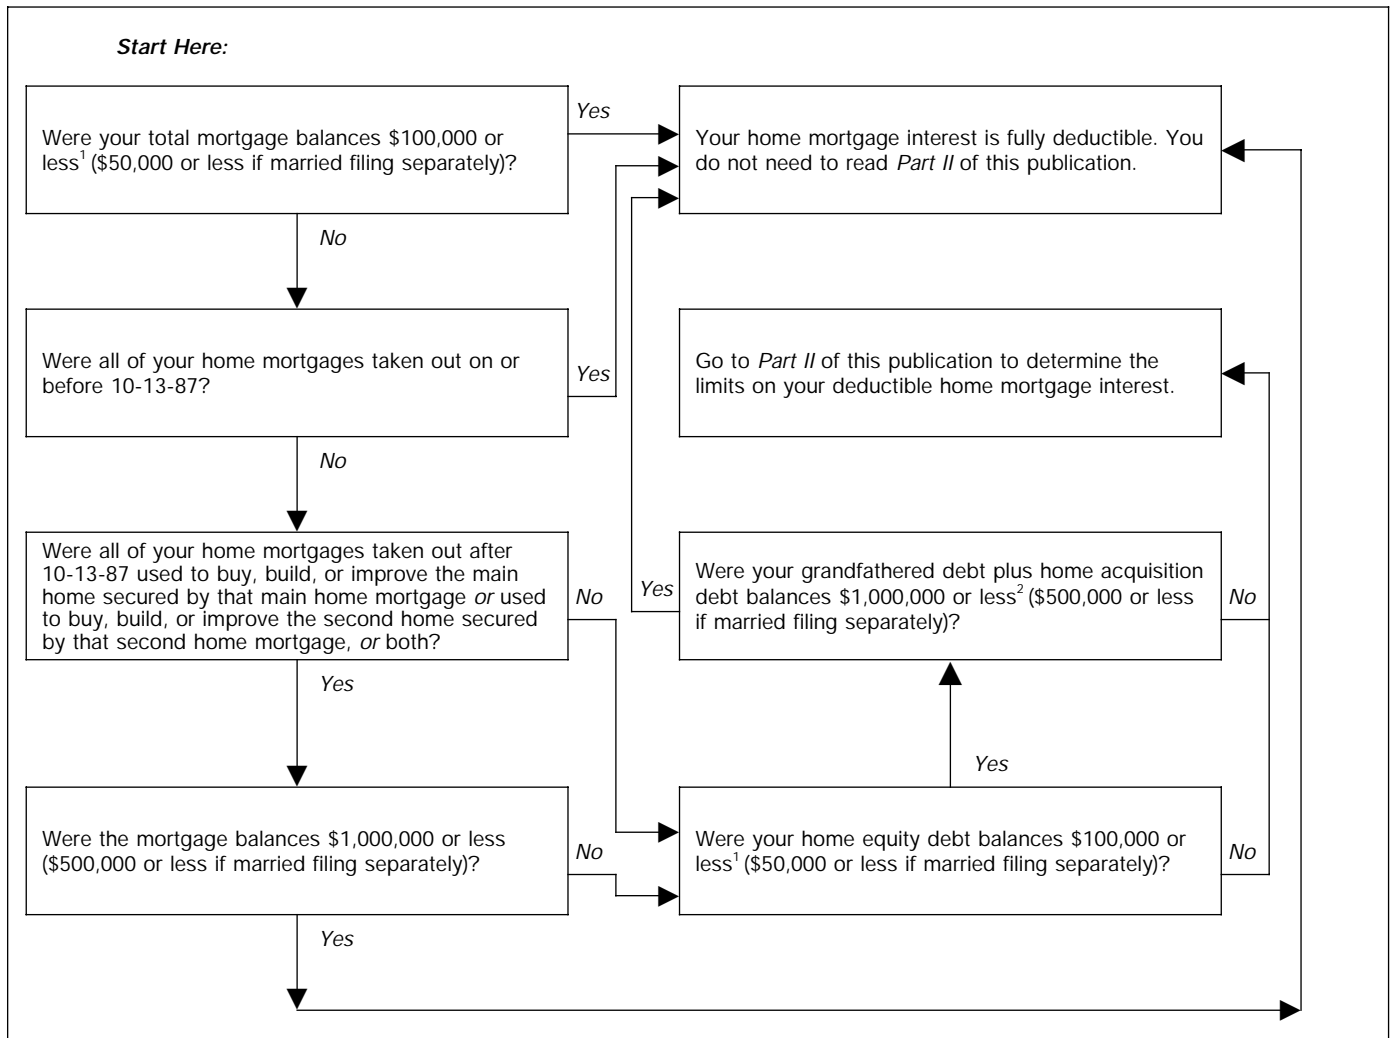 Start Here:
Were your total mortgage balances $100,000 or
less1 ($50,000 or less if married filing separately)?
Yes
Your home mortgage interest is fully deductible. You
do not need to read Part II of this publication.
No
Were all of your home mortgages taken out on or
before 10-13-87?
Yes
Go to Part II of this publication to determine the
limits on your deductible home mortgage interest.
No
Were all of your home mortgages taken out after
10-13-87 used to buy, build, or improve the main
home secured by that main home mortgage or used
to buy, build, or improve the second home secured
by that second home mortgage, or both?
No
Yes
Were your grandfathered debt plus home acquisition
debt balances $1,000,000 or less2 ($500,000 or less
if married filing separately)?
No
Yes
Yes
Were the mortgage balances $1,000,000 or less
($500,000 or less if married filing separately)?
No
Were your home equity debt balances $100,000 or
less1 ($50,000 or less if married filing separately)?
No
Yes